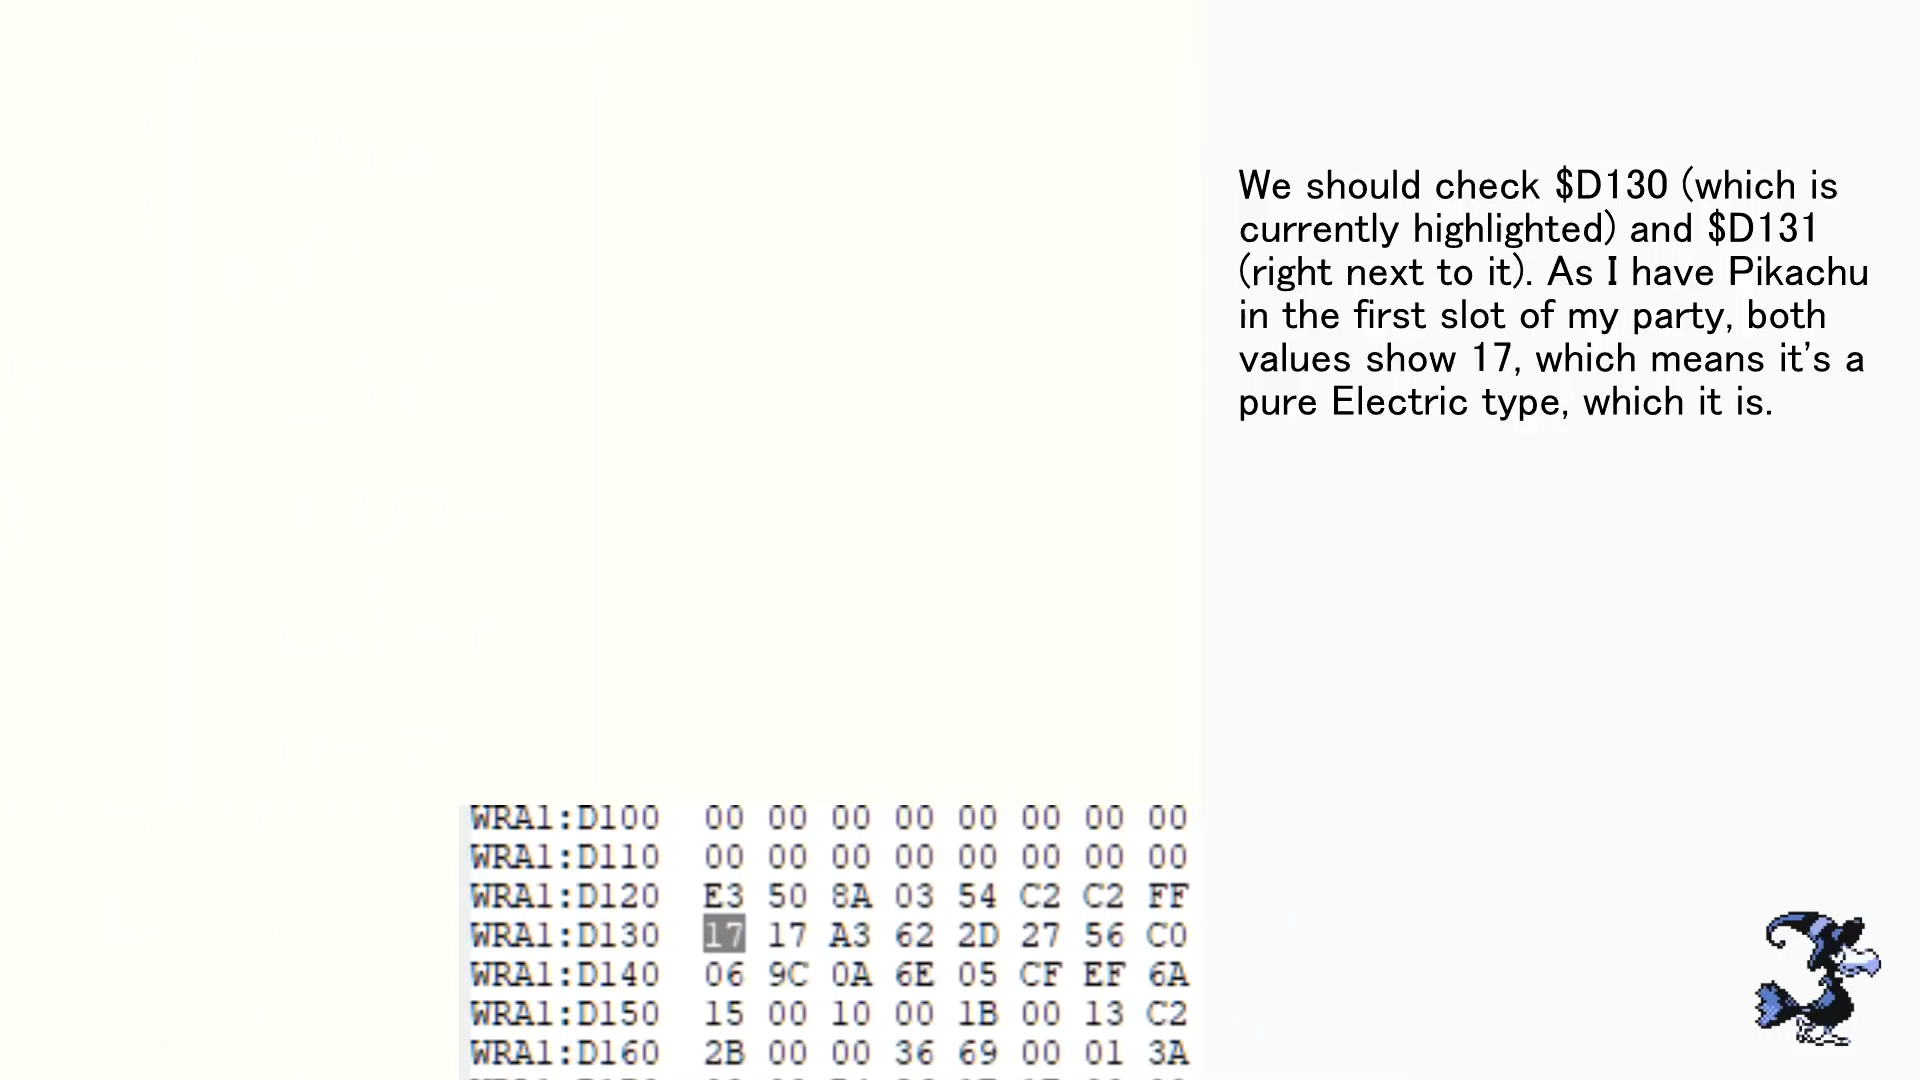 We should check $D130 (which is
currently highlighted) and $D131
(right next to it). As I have Pikachu
in the first slot of my party, both
values show 17, which means it's a
pure Electric type, which it is.
WRA1:D100 00 00 00 00 00 00 00 00
WRA1:D110 00 00 00 00 00 00 00 00
WRA1:D120 E3 50 8A 03 54 C2 C2 FF
WRA1:D130 17 17 A3 62 2D 27 56 C0
WRA1:D140 06 9C 0A 6E 05 CF EF 6A
WRA1:D150 15 00 10 00 1B 00 13 C2
WRA1:D160 2B 00 00 36 69 00 01 3A